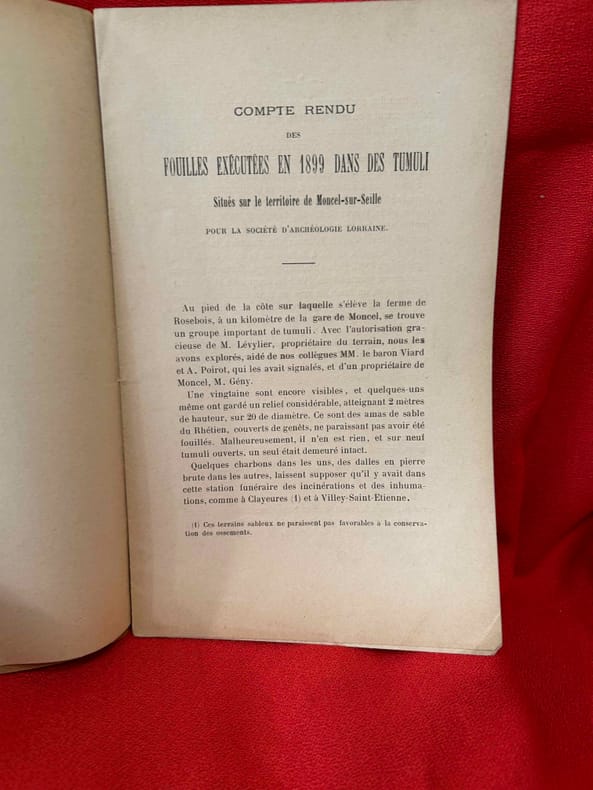 COMPTE RENDU
DES
FOUILLES EXÉCUTÉES EN 1899 DANS DES TUMULI
Situés sur le territoire de Moncel-sur-Seille
POUR LA SOCIÉTÉ D'ARCHÉOLOGIE LORRAINE.
Au pied de la côte sur laquelle s'élève la ferme de
Rosebois, à un kilomètre de la gare de Moncel, se trouve
un groupe important de tumuli. Avec l'autorisation gra-
cieuse de M. Lévylier, propriétaire du terrain, nous les
avons explorés, aidé de nos collègues MM. le baron Viard
et A. Poirot, qui les avait signalés, et d'un propriétaire de
Moncel, M. Gény.
Une vingtaine sont encore visibles, et quelques-uns
même ont gardé un relief considérable, atteignant 2 mètres
de hauteur, sur 20 de diamètre. Ce sont des amas de sable
du Rhétien, couverts de genêts, ne paraissant pas avoir été
fouillés. Malheureusement, il n'en est rien, et sur neuf
tumuli ouverts, un seul était demeuré intact.
Quelques charbons dans les uns, des dalles en pierre
brute dans les autres, laissent supposer qu'il y avait dans
cette station funéraire des incinérations et des inhuma-
tions, comme à Clayeures (1) et à Villey-Saint-Etienne.
(1) Ces terrains sableux ne paraissent pas favorables à la conserva-
tion des ossements.